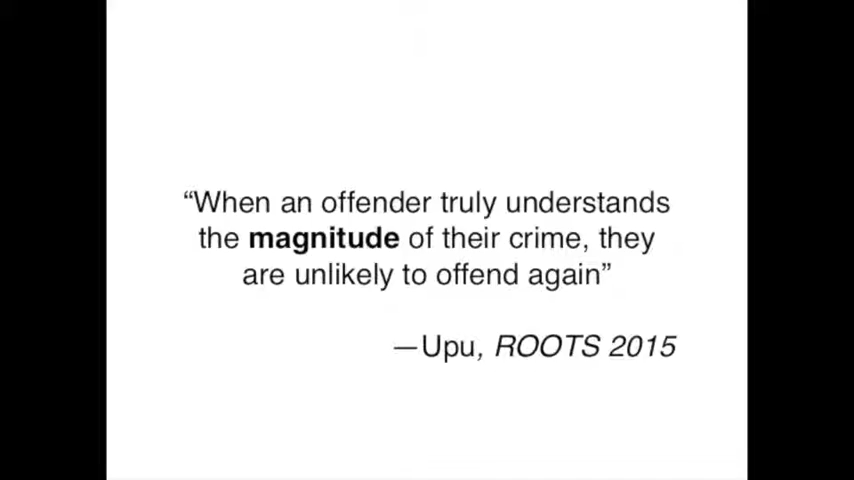 “When an offender truly understands
the magnitude of their crime, they
are unlikely to offend again”
—Upu, ROOTS 2015